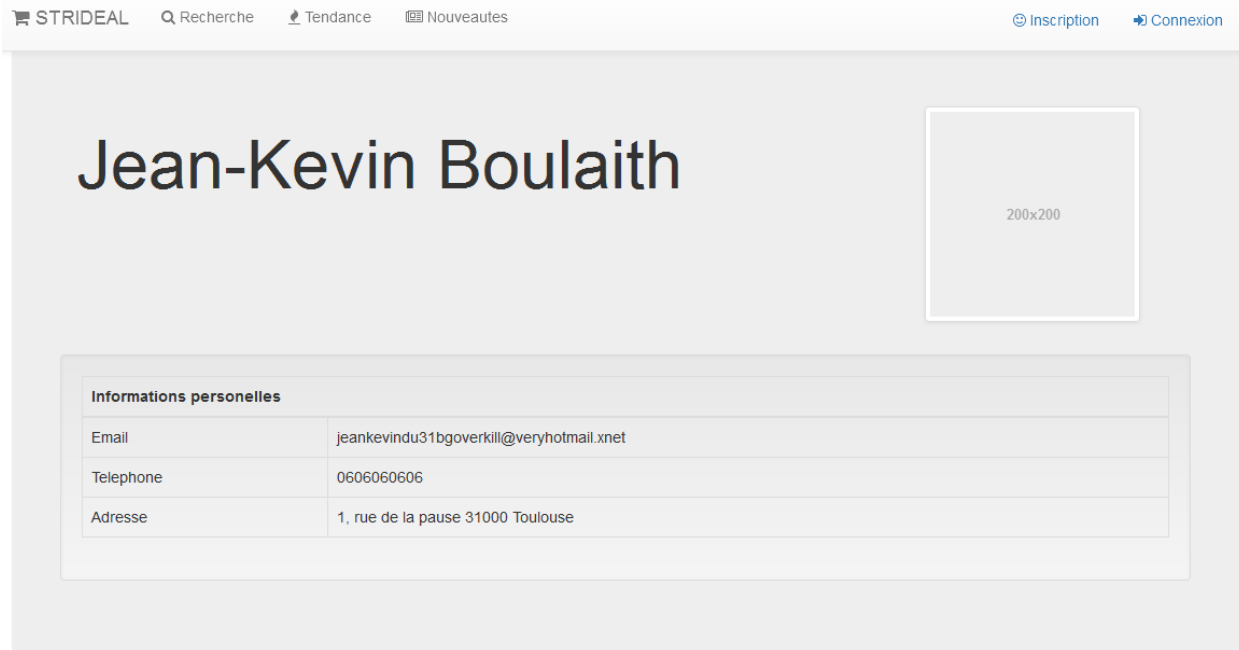 STRIDEAL Recherche Tendance Nouveautes Inscription Connexion
Jean-Kevin Boulaith
200x200
Informations personelles
Email jeankevindu31bgoverkill@veryhotmail.xnet
Telephone 0606060606
Adresse 1, rue de la pause 31000 Toulouse